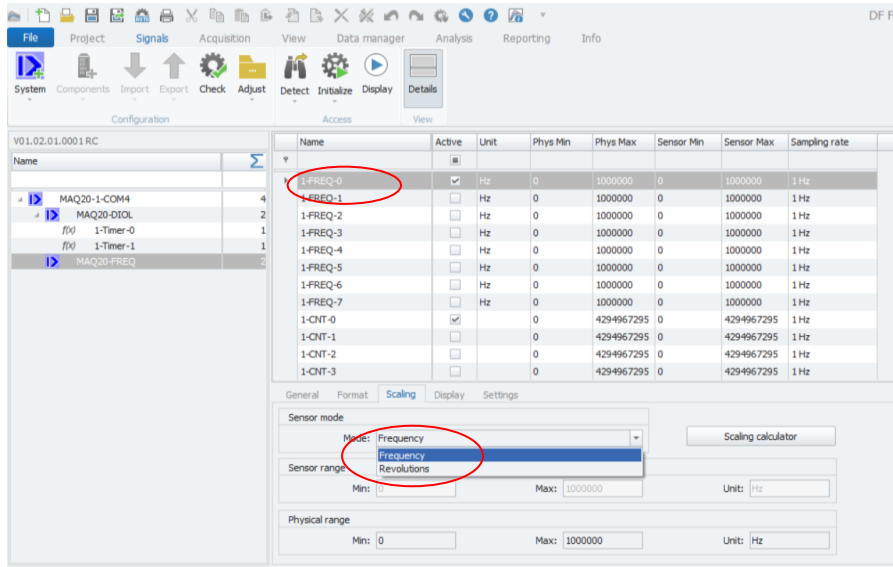 DF F
File Project Signals Acquisition View Data manager Analysis Reporting Info
System Components Import Export Check Adjust Detect Initialize Display Details
Configuration Access View
V01.02.01.0001 RC
Name Σ
MAQ20-1-COM4 4
MAQ20-DIOL 2
f(x) 1-Timer-0 1
f(x) 1-Timer-1 1
MAQ20-FREQ 2
Name Active Unit Phys Min Phys Max Sensor Min Sensor Max Sampling rate
1-FREQ-0 Hz 0 1000000 0 1000000 1 Hz
1-FREQ-1 Hz 0 1000000 0 1000000 1 Hz
1-FREQ-2 Hz 0 1000000 0 1000000 1 Hz
1-FREQ-3 Hz 0 1000000 0 1000000 1 Hz
1-FREQ-4 Hz 0 1000000 0 1000000 1 Hz
1-FREQ-5 Hz 0 1000000 0 1000000 1 Hz
1-FREQ-6 Hz 0 1000000 0 1000000 1 Hz
1-FREQ-7 Hz 0 1000000 0 1000000 1 Hz
1-CNT-0 0 4294967295 0 4294967295 1 Hz
1-CNT-1 0 4294967295 0 4294967295 1 Hz
1-CNT-2 0 4294967295 0 4294967295 1 Hz
1-CNT-3 0 4294967295 0 4294967295 1 Hz
General Format Scaling Display Settings
Sensor mode
Mode: Frequency Scaling calculator
Frequency
Revolutions
Sensor range
Min: 0 Max: 1000000 Unit: Hz
Physical range
Min: 0 Max: 1000000 Unit: Hz